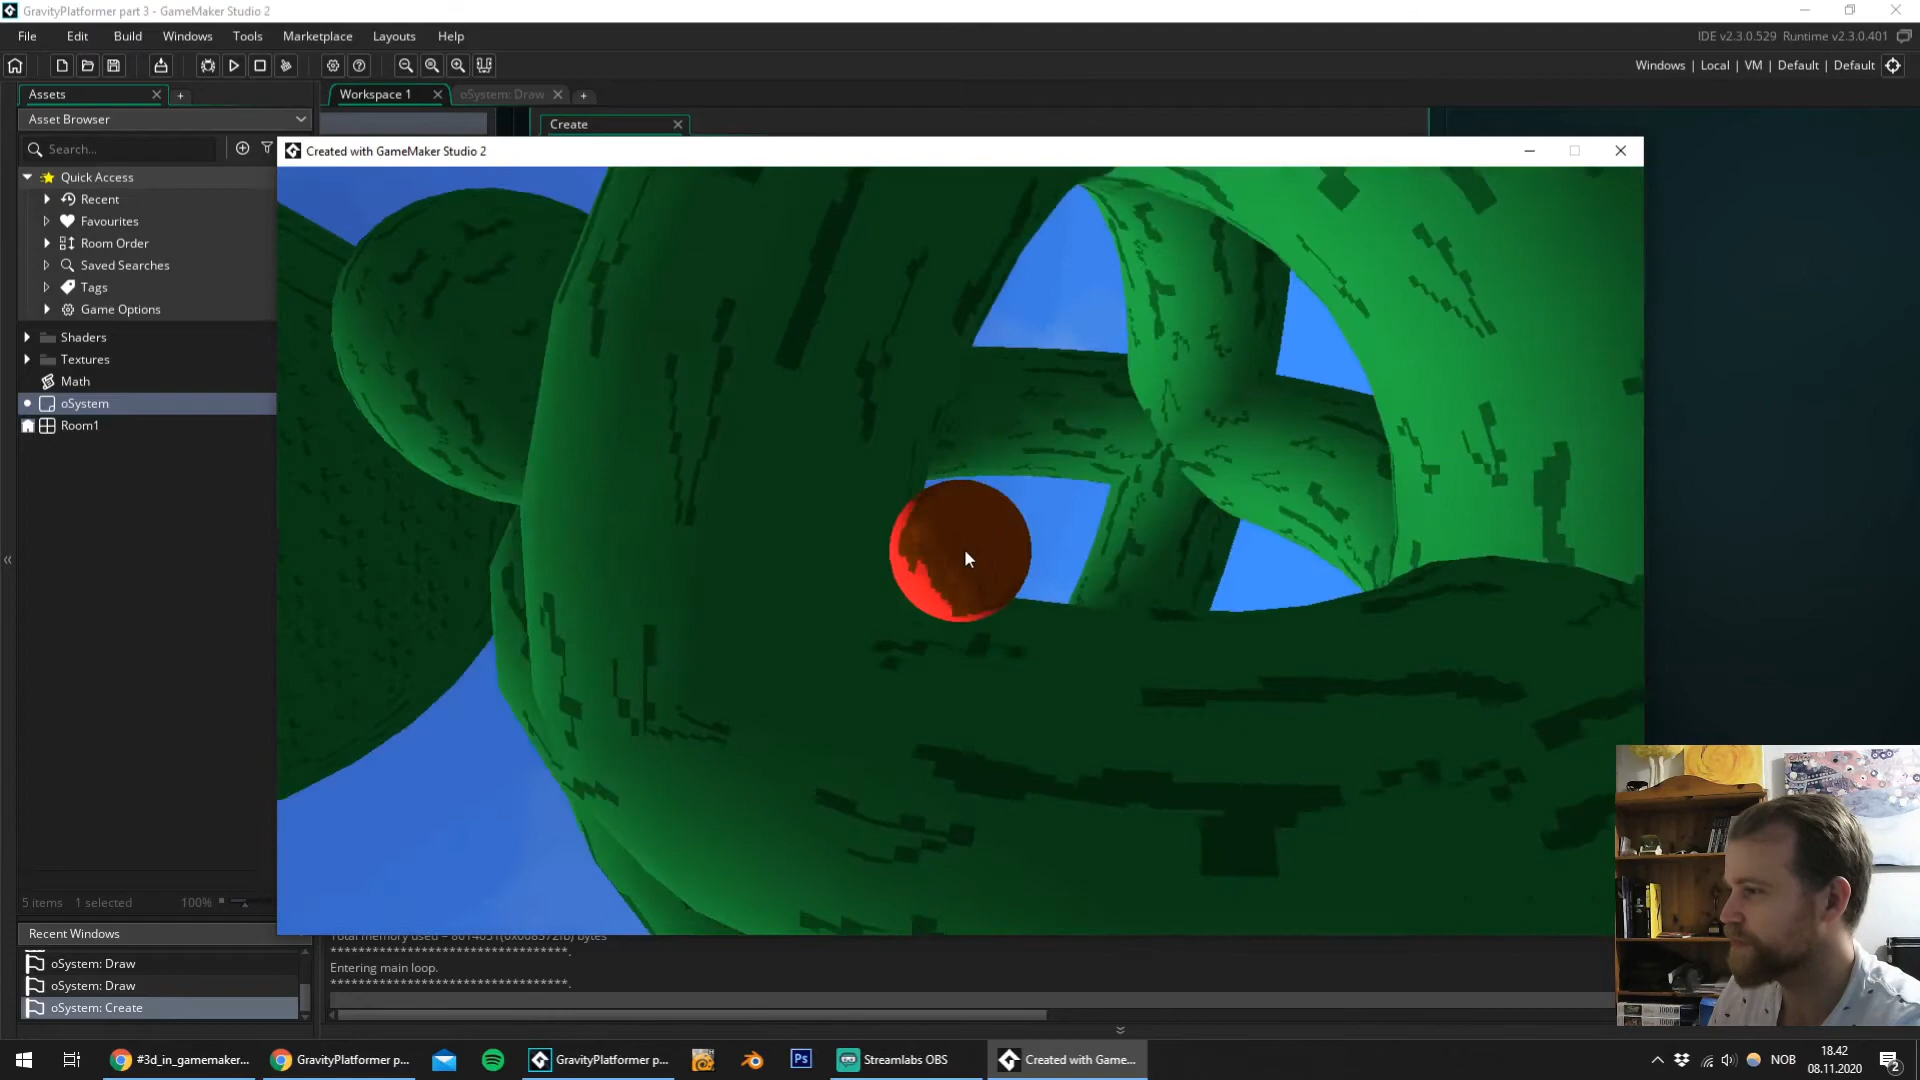 GravityPlatformer part 3 - GameMaker Studio 2
File Edit Build Windows Tools Marketplace Layouts Help
IDE v2.3.0.529 Runtime v2.3.0.401
Windows | Local | VM | Default | Default
Assets
Workspace 1
oSystem: Draw
Asset Browser
Create
Search...
Created with GameMaker Studio 2
Quick Access
Recent
Favourites
Room Order
Saved Searches
Tags
Game Options
Shaders
Textures
Math
oSystem
Room1
5 items 1 selected 100%
Recent Windows
oSystem: Draw
oSystem: Draw
oSystem: Create
**********************************.
Entering main loop.
**********************************.
#3d_in_gamemaker...
GravityPlatformer p...
GravityPlatformer p...
Ps
Streamlabs OBS
Created with Game...
NOB
18.42
08.11.2020
2